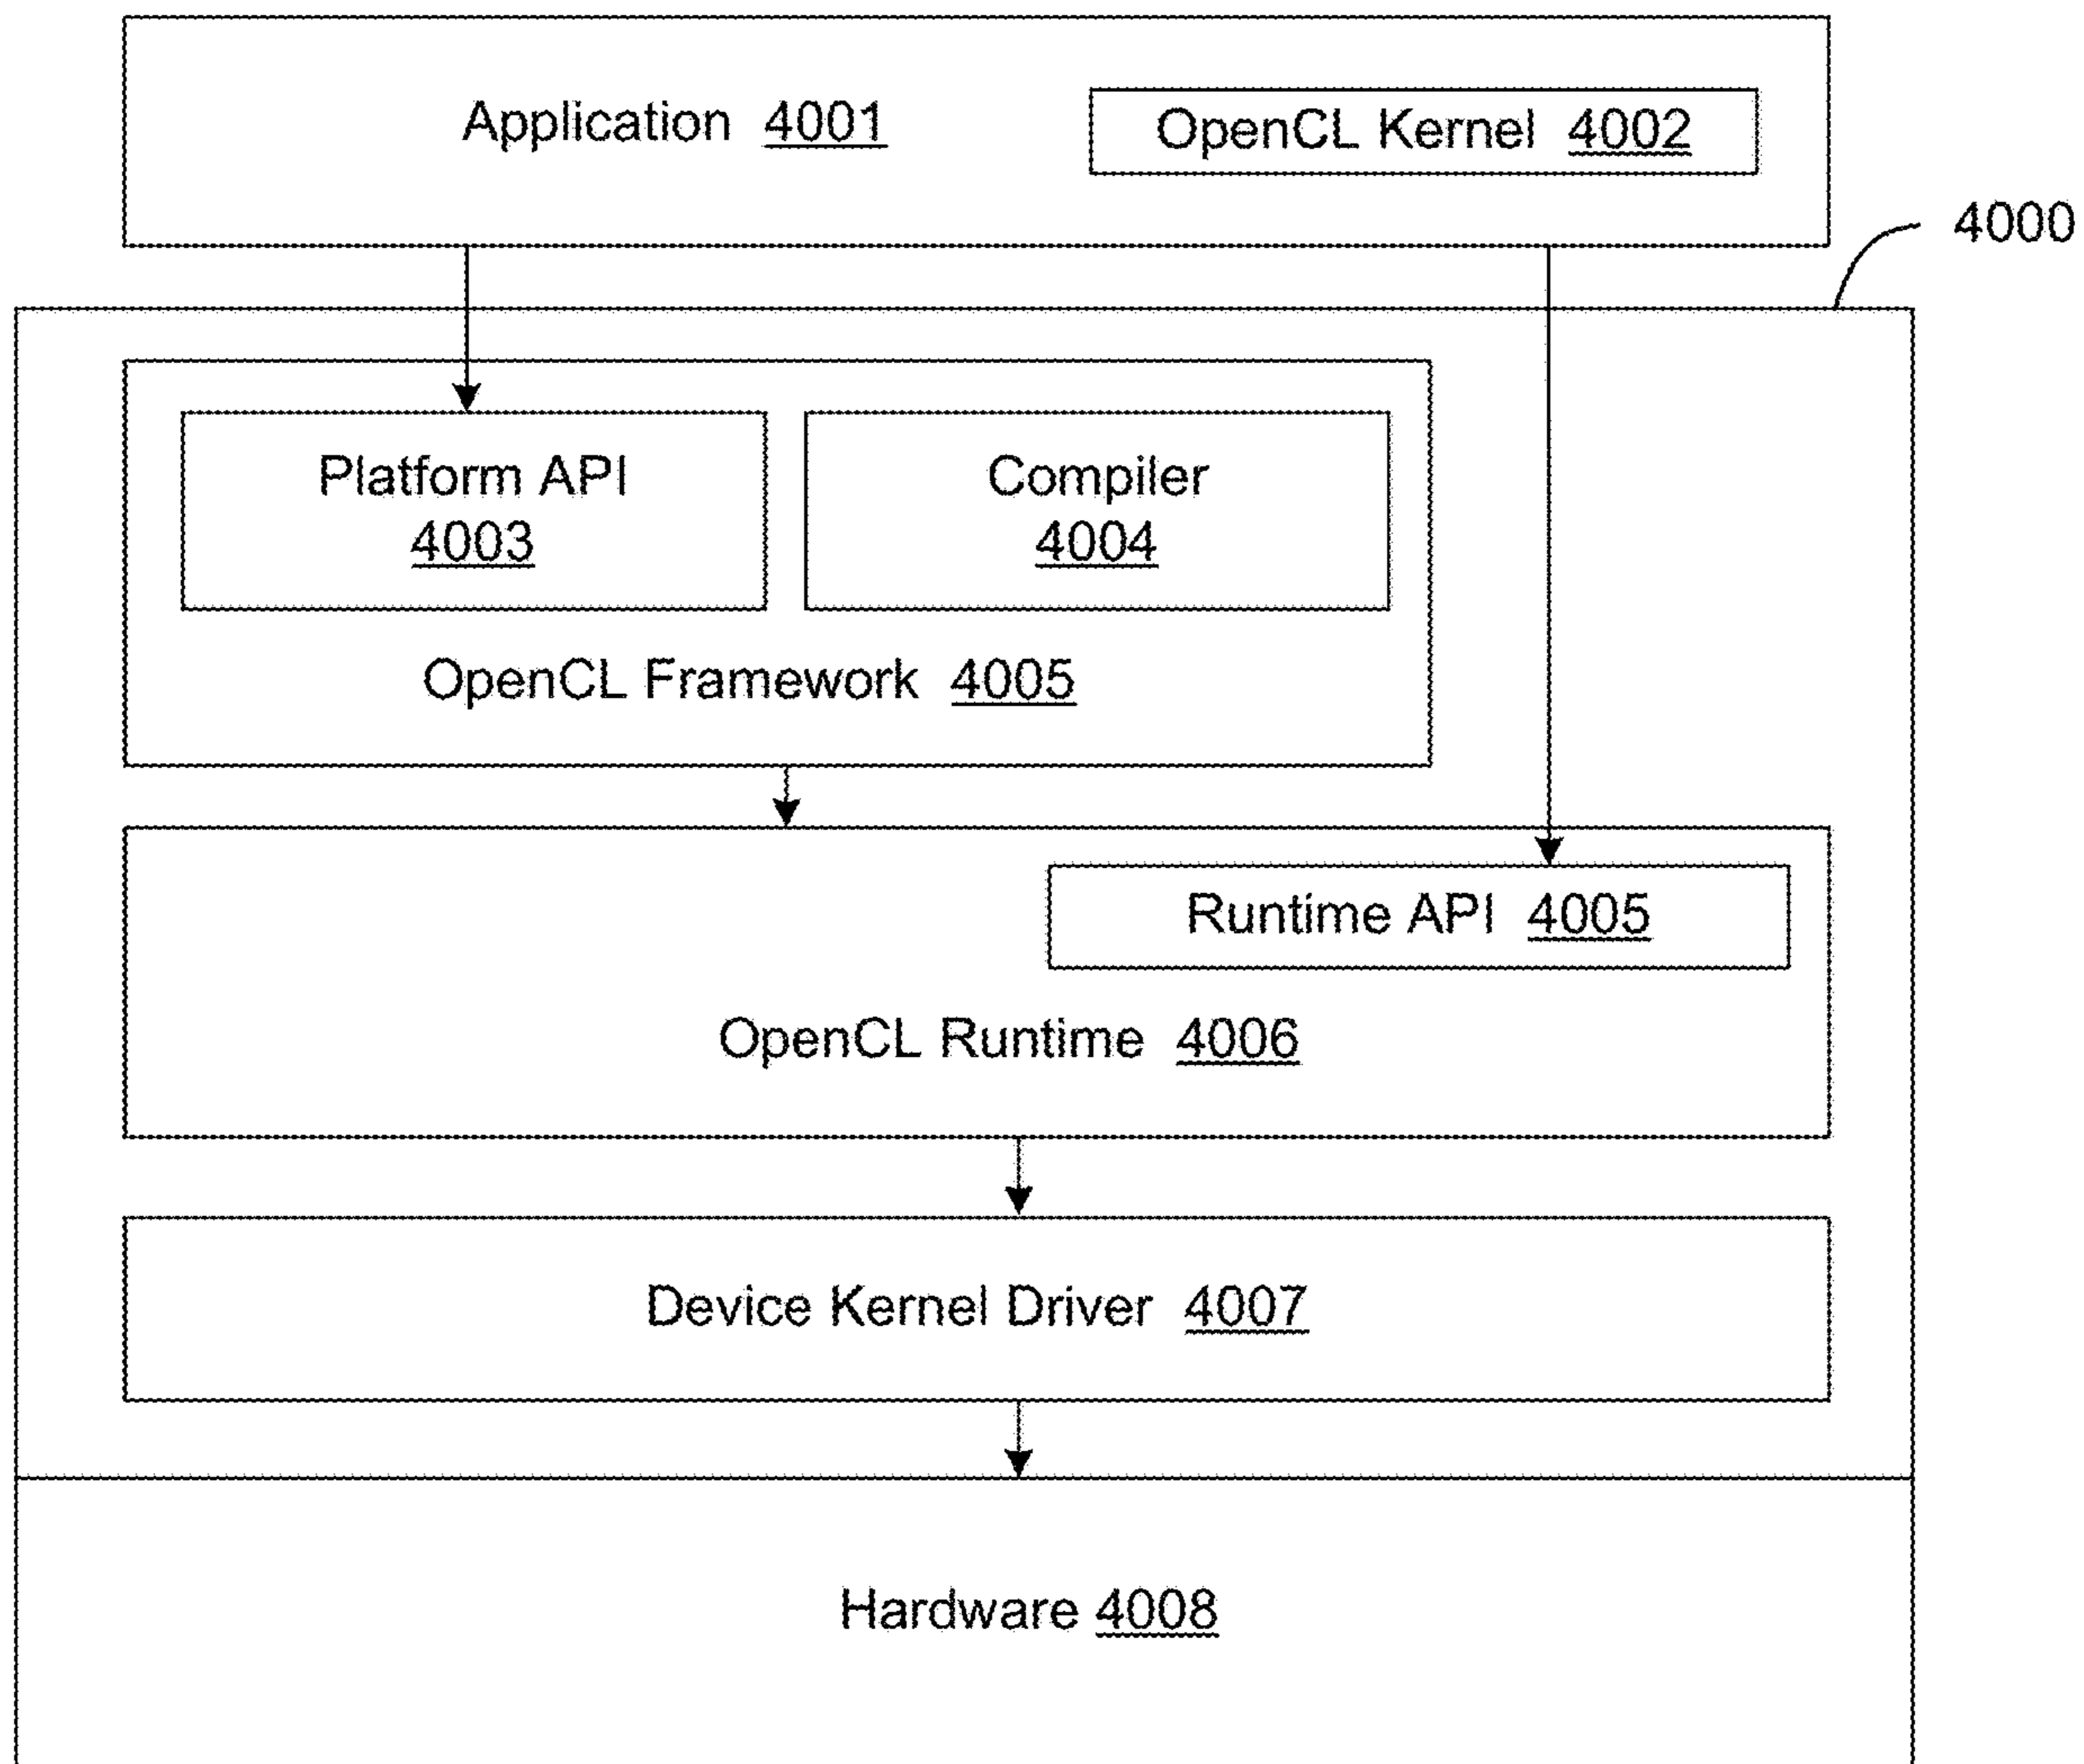 Application 4001
OpenCL Kernel 4002
4000
Platform API
4003
Compiler
4004
OpenCL Framework 4005
Runtime API 4005
OpenCL Runtime 4006
Device Kernel Driver 4007
Hardware 4008